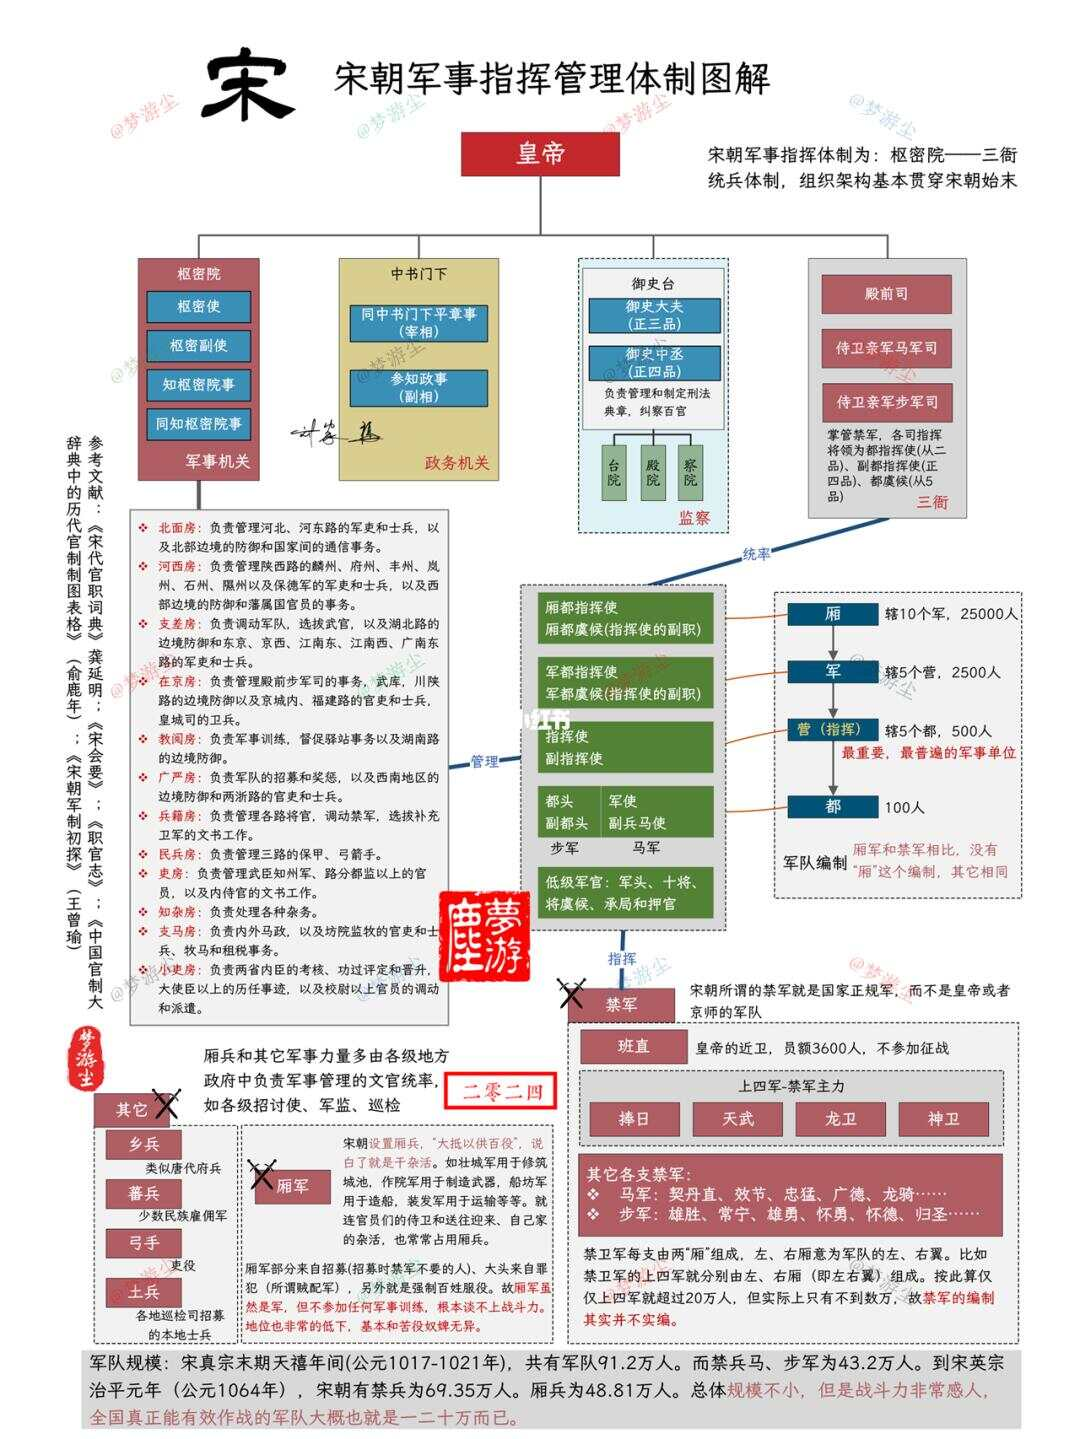 宋
宋朝军事指挥管理体制图解
皇帝
宋朝军事指挥体制为：枢密院——三衙
统兵体制，组织架构基本贯穿宋朝始末
枢密院
枢密使
枢密副使
知枢密院事
同知枢密院事
军事机关
中书门下
同中书门下平章事
(宰相)
参知政事
(副相)
政务机关
御史台
御史大夫
(正三品)
御史中丞
(正四品)
负责管理和制定刑法
典章，纠察百官
台院
殿院
察院
监察
殿前司
侍卫亲军马军司
侍卫亲军步军司
掌管禁军，各司指挥
将领为都指挥使(从二
品)、副都指挥使(正
四品)、都虞候(从5
品)
三衙
参考文献：《宋代官职词典》龚延明；《宋会要》；《职官志》；《中国官制大
辞典中的历代官制制图表格》（俞鹿年）；《宋朝军制初探》（王曾瑜）
❖ 北面房：负责管理河北、河东路的军吏和士兵，以
及北部边境的防御和国家间的通信事务。
❖ 河西房：负责管理陕西路的麟州、府州、丰州、岚
州、石州、隰州以及保德军的军吏和士兵，以及西
部边境的防御和藩属国官员的事务。
❖ 支差房：负责调动军队，选拔武官，以及湖北路的
边境防御和东京、京西、江南东、江南西、广南东
路的军吏和士兵。
❖ 在京房：负责管理殿前步军司的事务，武库，川陕
路的边境防御以及京城内、福建路的官吏和士兵，
皇城司的卫兵。
❖ 教阅房：负责军事训练，督促驿站事务以及湖南路
的边境防御。
❖ 广严房：负责军队的招募和奖惩，以及西南地区的
边境防御和两浙路的官吏和士兵。
❖ 兵籍房：负责管理各路将官，调动禁军，选拔补充
卫军的文书工作。
❖ 民兵房：负责管理三路的保甲、弓箭手。
❖ 吏房：负责管理武臣知州军、路分都监以上的官
员，以及内侍官的文书工作。
❖ 知杂房：负责处理各种杂务。
❖ 支马房：负责内外马政，以及坊院监牧的官吏和士
兵、牧马和租税事务。
❖ 小吏房：负责两省内臣的考核、功过评定和晋升，
大使臣以上的历任事迹，以及校尉以上官员的调动
和派遣。
统率
管理
厢都指挥使
厢都虞候(指挥使的副职)
军都指挥使
军都虞候(指挥使的副职)
指挥使
副指挥使
都头
副都头
军使
副兵马使
步军
马军
低级军官：军头、十将、
将虞候、承局和押官
厢
辖10个军，25000人
军
辖5个营，2500人
营（指挥）
辖5个都，500人
最重要，最普遍的军事单位
都
100人
军队编制
厢军和禁军相比，没有
“厢”这个编制，其它相同
指挥
夢游塵
梦游尘
二零二四
禁军
宋朝所谓的禁军就是国家正规军，而不是皇帝或者
京师的军队
班直
皇帝的近卫，员额3600人，不参加征战
上四军-禁军主力
捧日
天武
龙卫
神卫
其它各支禁军：
❖ 马军：契丹直、效节、忠猛、广德、龙骑……
❖ 步军：雄胜、常宁、雄勇、怀勇、怀德、归圣……
禁卫军每支由两“厢”组成，左、右厢意为军队的左、右翼。比如
禁卫军的上四军就分别由左、右厢（即左右翼）组成。按此算仅
仅上四军就超过20万人，但实际上只有不到数万，故禁军的编制
其实并不实编。
厢兵和其它军事力量多由各级地方
政府中负责军事管理的文官统率，
如各级招讨使、军监、巡检
其它
乡兵
类似唐代府兵
蕃兵
少数民族雇佣军
弓手
吏役
土兵
各地巡检司招募
的本地士兵
厢军
宋朝设置厢兵，“大抵以供百役”，说
白了就是干杂活。如壮城军用于修筑
城池，作院军用于制造武器，船坊军
用于造船，装发军用于运输等等。就
连官员们的侍卫和送往迎来、自己家
的杂活，也常常占用厢兵。
厢军部分来自招募(招募时禁军不要的人)、大头来自罪
犯（所谓贼配军），另外就是强制百姓服役。故厢军虽
然是军，但不参加任何军事训练，根本谈不上战斗力。
地位也非常的低下，基本和苦役奴婢无异。
军队规模：宋真宗末期天禧年间(公元1017-1021年)，共有军队91.2万人。而禁兵马、步军为43.2万人。到宋英宗
治平元年（公元1064年），宋朝有禁兵为69.35万人。厢兵为48.81万人。总体规模不小，但是战斗力非常感人，
全国真正能有效作战的军队大概也就是一二十万而已。
@梦游尘